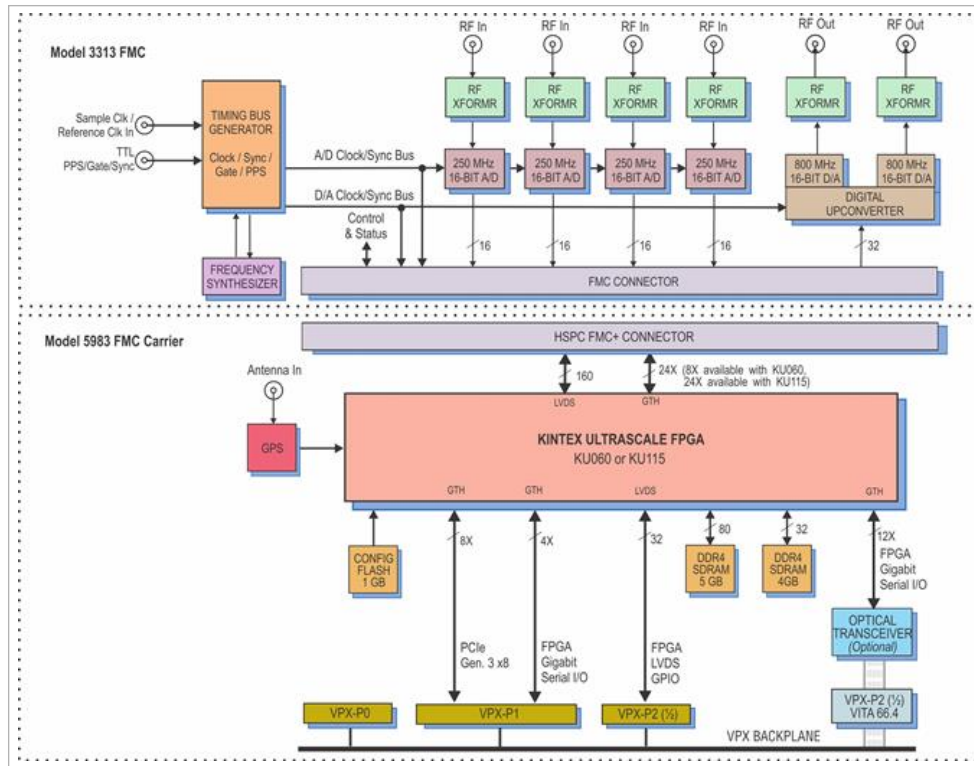 Model 3313 FMC
RF In
RF In
RF In
RF In
RF Out
RF Out
RF
XFORMR
RF
XFORMR
RF
XFORMR
RF
XFORMR
RF
XFORMR
RF
XFORMR
Sample Clk /
Reference Clk In
TTL
PPS/Gate/Sync
TIMING BUS
GENERATOR
Clock / Sync /
Gate / PPS
A/D Clock/Sync Bus
250 MHz
16-BIT A/D
250 MHz
16-BIT A/D
250 MHz
16-BIT A/D
250 MHz
16-BIT A/D
800 MHz
16-BIT D/A
800 MHz
16-BIT D/A
DIGITAL
UPCONVERTER
D/A Clock/Sync Bus
Control
& Status
16
16
16
16
32
FREQUENCY
SYNTHESIZER
FMC CONNECTOR
Model 5983 FMC Carrier
HSPC FMC+ CONNECTOR
Antenna In
160
24X (8X available with KU060,
24X available with KU115)
LVDS
GTH
GPS
KINTEX ULTRASCALE FPGA
KU060 or KU115
GTH
GTH
LVDS
GTH
8X
4X
32
80
32
12X
CONFIG
FLASH
1 GB
DDR4
SDRAM
5 GB
DDR4
SDRAM
4GB
FPGA
Gigabit
Serial I/O
OPTICAL
TRANSCEIVER
(Optional)
PCIe
Gen. 3 x8
FPGA
Gigabit
Serial I/O
FPGA
LVDS
GPIO
VPX-P0
VPX-P1
VPX-P2 (½)
VPX-P2 (½)
VITA 66.4
VPX BACKPLANE